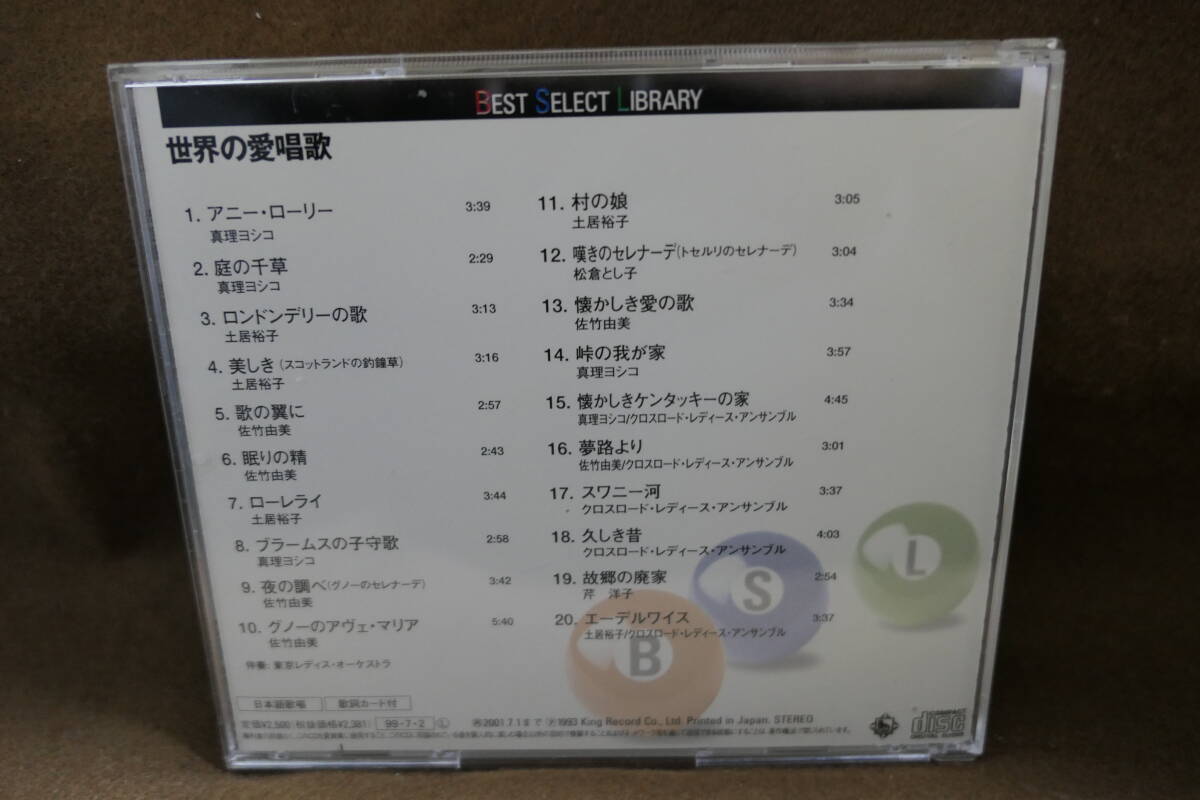 BEST SELECT LIBRARY
世界の愛唱歌
1. アニー・ローリー 3:39
真理ヨシコ
2. 庭の千草 2:29
真理ヨシコ
3. ロンドンデリーの歌 3:13
土居裕子
4. 美しき(スコットランドの釣鐘草) 3:16
土居裕子
5. 歌の翼に 2:57
佐竹由美
6. 眠りの精 2:43
佐竹由美
7. ローレライ 3:44
土居裕子
8. ブラームスの子守歌 2:58
真理ヨシコ
9. 夜の調べ(グノーのセレナーデ) 3:42
佐竹由美
10. グノーのアヴェ・マリア 5:40
佐竹由美
伴奏: 東京レディス・オーケストラ
11. 村の娘 3:05
土居裕子
12. 嘆きのセレナーデ(トセルリのセレナーデ) 3:04
松倉とし子
13. 懐かしき愛の歌 3:34
佐竹由美
14. 峠の我が家 3:57
真理ヨシコ
15. 懐かしきケンタッキーの家 4:45
真理ヨシコ/クロスロード・レディース・アンサンブル
16. 夢路より 3:01
佐竹由美/クロスロード・レディース・アンサンブル
17. スワニー河 3:37
クロスロード・レディース・アンサンブル
18. 久しき昔 4:03
クロスロード・レディース・アンサンブル
19. 故郷の廃家 2:54
芹 洋子
20. エーデルワイス 3:37
土居裕子/クロスロード・レディース・アンサンブル
B S L
日本語歌唱 歌詞カード付
定価¥2,500(税抜価格¥2,381) 99・7・2 Ⓛ 2001.7.1まで Ⓟ1993 King Record Co., Ltd. Printed in Japan. STEREO
COMPACT
disc
DIGITAL AUDIO